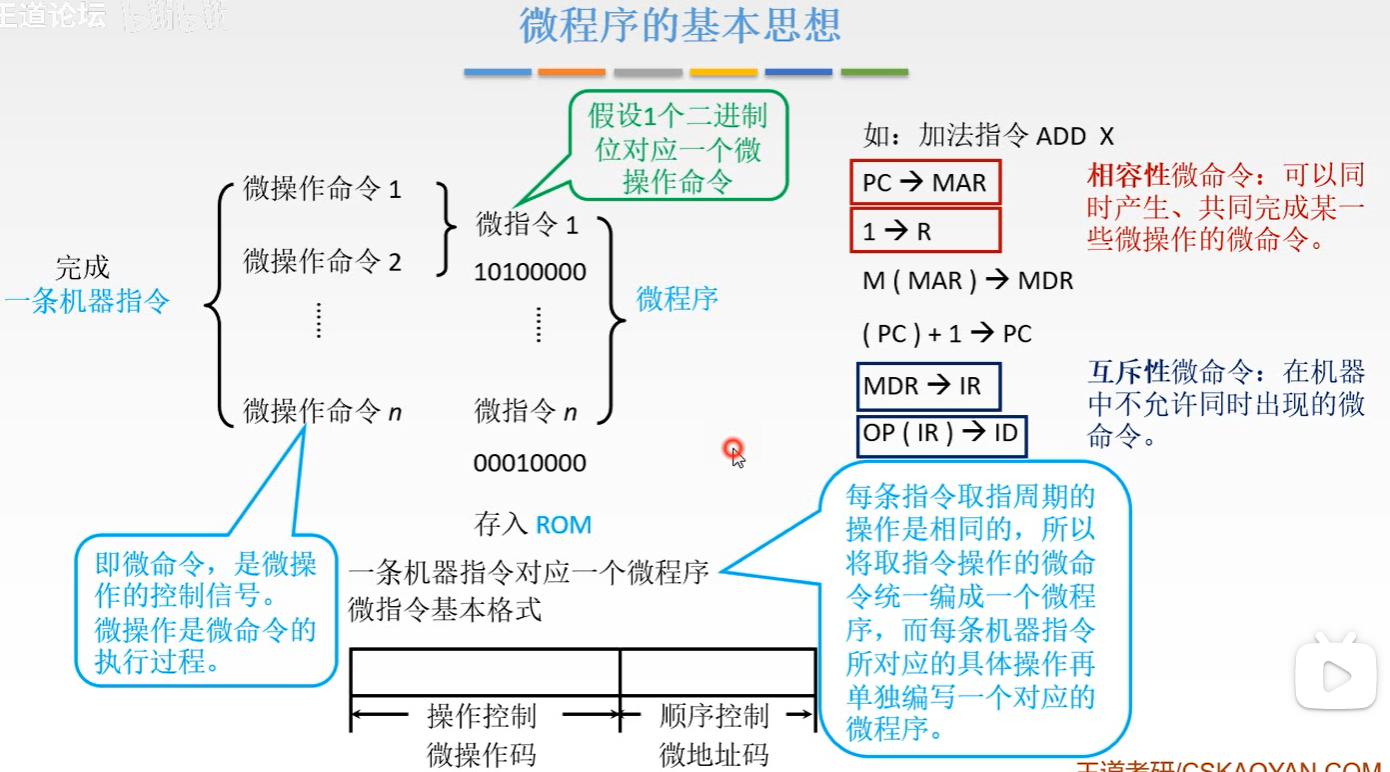 王道论坛
微程序的基本思想
假设1个二进制
位对应一个微
操作命令
如：加法指令 ADD X
微操作命令 1
微操作命令 2
微操作命令 n
完成
一条机器指令
微指令 1
10100000
微指令 n
00010000
存入 ROM
微程序
PC → MAR
1 → R
M ( MAR ) → MDR
( PC ) + 1 → PC
MDR → IR
OP ( IR ) → ID
相容性微命令：可以同
时产生、共同完成某一
些微操作的微命令。
互斥性微命令：在机器
中不允许同时出现的微
命令。
即微命令，是微操
作的控制信号。
微操作是微命令的
执行过程。
一条机器指令对应一个微程序
微指令基本格式
操作控制
微操作码
顺序控制
微地址码
每条指令取指周期的
操作是相同的，所以
将取指令操作的微命
令统一编成一个微程
序，而每条机器指令
所对应的具体操作再
单独编写一个对应的
微程序。
王道考研/CSKAOYAN.COM